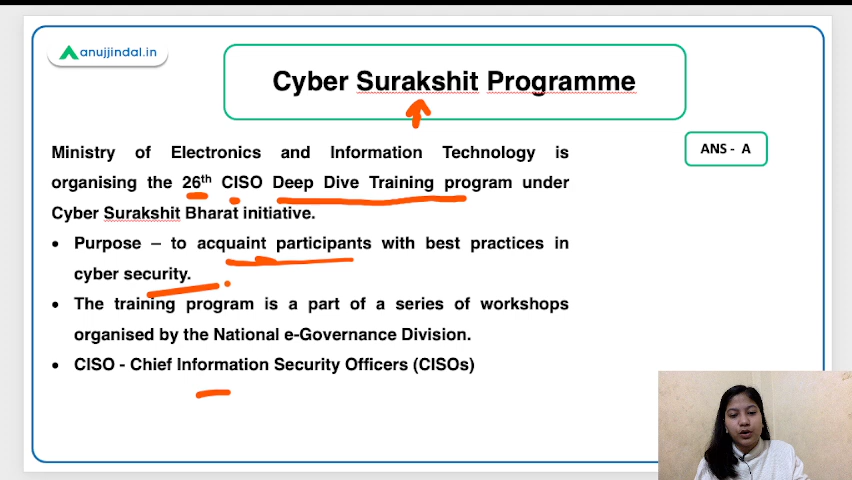 anujjindal.in
Cyber Surakshit Programme
ANS - A
Ministry of Electronics and Information Technology is
organising the 26th CISO Deep Dive Training program under
Cyber Surakshit Bharat initiative.
• Purpose – to acquaint participants with best practices in
cyber security.
• The training program is a part of a series of workshops
organised by the National e-Governance Division.
• CISO - Chief Information Security Officers (CISOs)